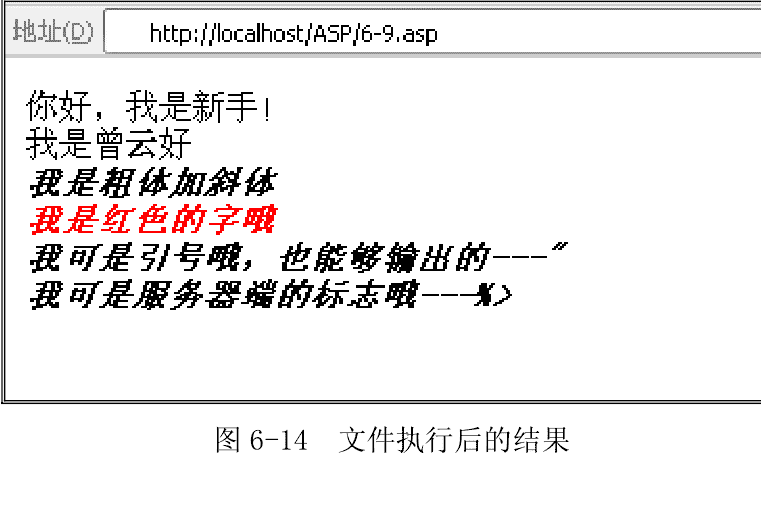 地址(D) http://localhost/ASP/6-9.asp
你好，我是新手!
我是曾云好
我是粗体加斜体
我是红色的字哦
我可是引号哦，也能够输出的---"
我可是服务器端的标志哦---%>
图 6-14 文件执行后的结果